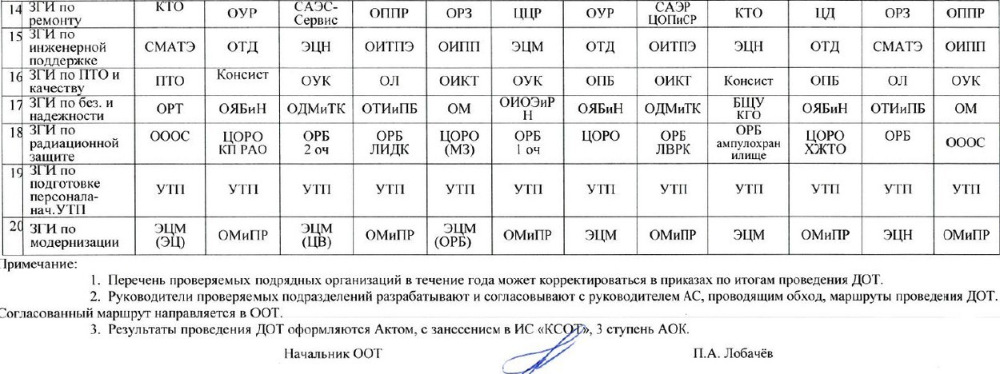 14 ЗГИ по ремонту КТО ОУР САЭС-Сервис ОППР ОРЗ ЦЦР ОУР САЭР ЦОПиСР КТО ЦД ОРЗ ОППР
15 ЗГИ по инженерной поддержке СМАТЭ ОТД ЭЦН ОИТПЭ ОИПП ЭЦМ ОТД ОИТПЭ ЭЦН ОТД СМАТЭ ОИПП
16 ЗГИ по ПТО и качеству ПТО Консист ОУК ОЛ ОИКТ ОУК ОПБ ОИКТ Консист ОПБ ОЛ ОУК
17 ЗГИ по без. и надежности ОРТ ОЯБиН ОДМиТК ОТИиПБ ОМ ОИОЭиРН ОЯБиН ОДМиТК БЩУ КГО ОЯБиН ОТИиПБ ОМ
18 ЗГИ по радиационной защите ОООС ЦОРО КП РАО ОРБ 2 оч ОРБ ЛИДК ЦОРО (МЗ) ОРБ 1 оч ЦОРО ОРБ ЛВРК ОРБ ампулохранилище ЦОРО ХЖТО ОРБ ОООС
19 ЗГИ по подготовке персонала-нач.УТП УТП УТП УТП УТП УТП УТП УТП УТП УТП УТП УТП УТП
20 ЗГИ по модернизации ЭЦМ (ЭЦ) ОМиПР ЭЦМ (ЦВ) ОМиПР ЭЦМ (ОРБ) ОМиПР ЭЦМ ОМиПР ЭЦМ ОМиПР ЭЦН ОМиПР
Примечание:
1. Перечень проверяемых подрядных организаций в течение года может корректироваться в приказах по итогам проведения ДОТ.
2. Руководители проверяемых подразделений разрабатывают и согласовывают с руководителем АС, проводящим обход, маршруты проведения ДОТ.
Согласованный маршрут направляется в ООТ.
3. Результаты проведения ДОТ оформляются Актом, с занесением в ИС «КСОТ», 3 ступень АОК.
Начальник ООТ П.А. Лобачёв